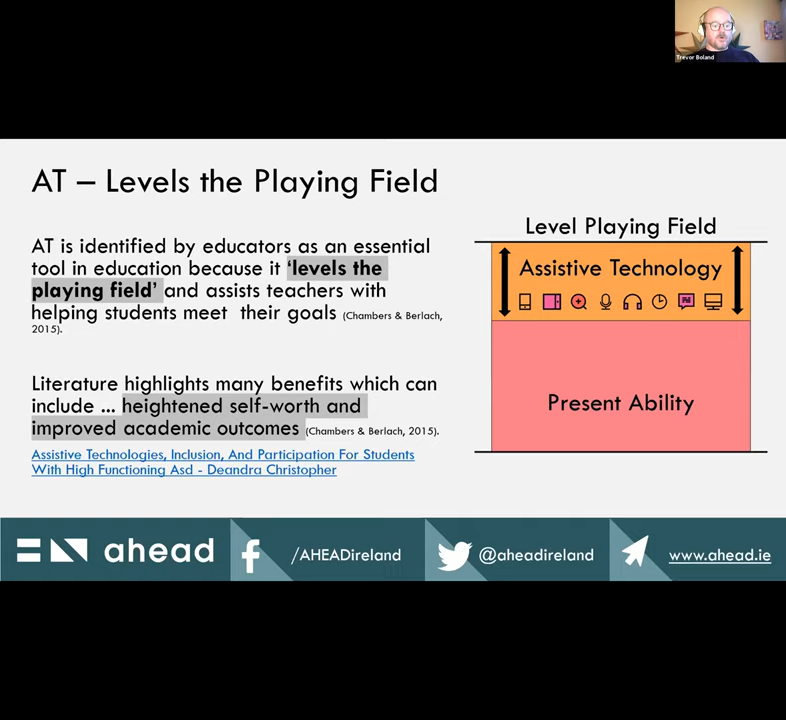 Trevor Boland
AT – Levels the Playing Field
AT is identified by educators as an essential
tool in education because it ‘levels the
playing field’ and assists teachers with
helping students meet their goals (Chambers & Berlach,
2015).
Literature highlights many benefits which can
include ... heightened self-worth and
improved academic outcomes (Chambers & Berlach, 2015).
Assistive Technologies, Inclusion, And Participation For Students
With High Functioning Asd - Deandra Christopher
Level Playing Field
Assistive Technology
Present Ability
ahead
/AHEADireland
@aheadireland
www.ahead.ie